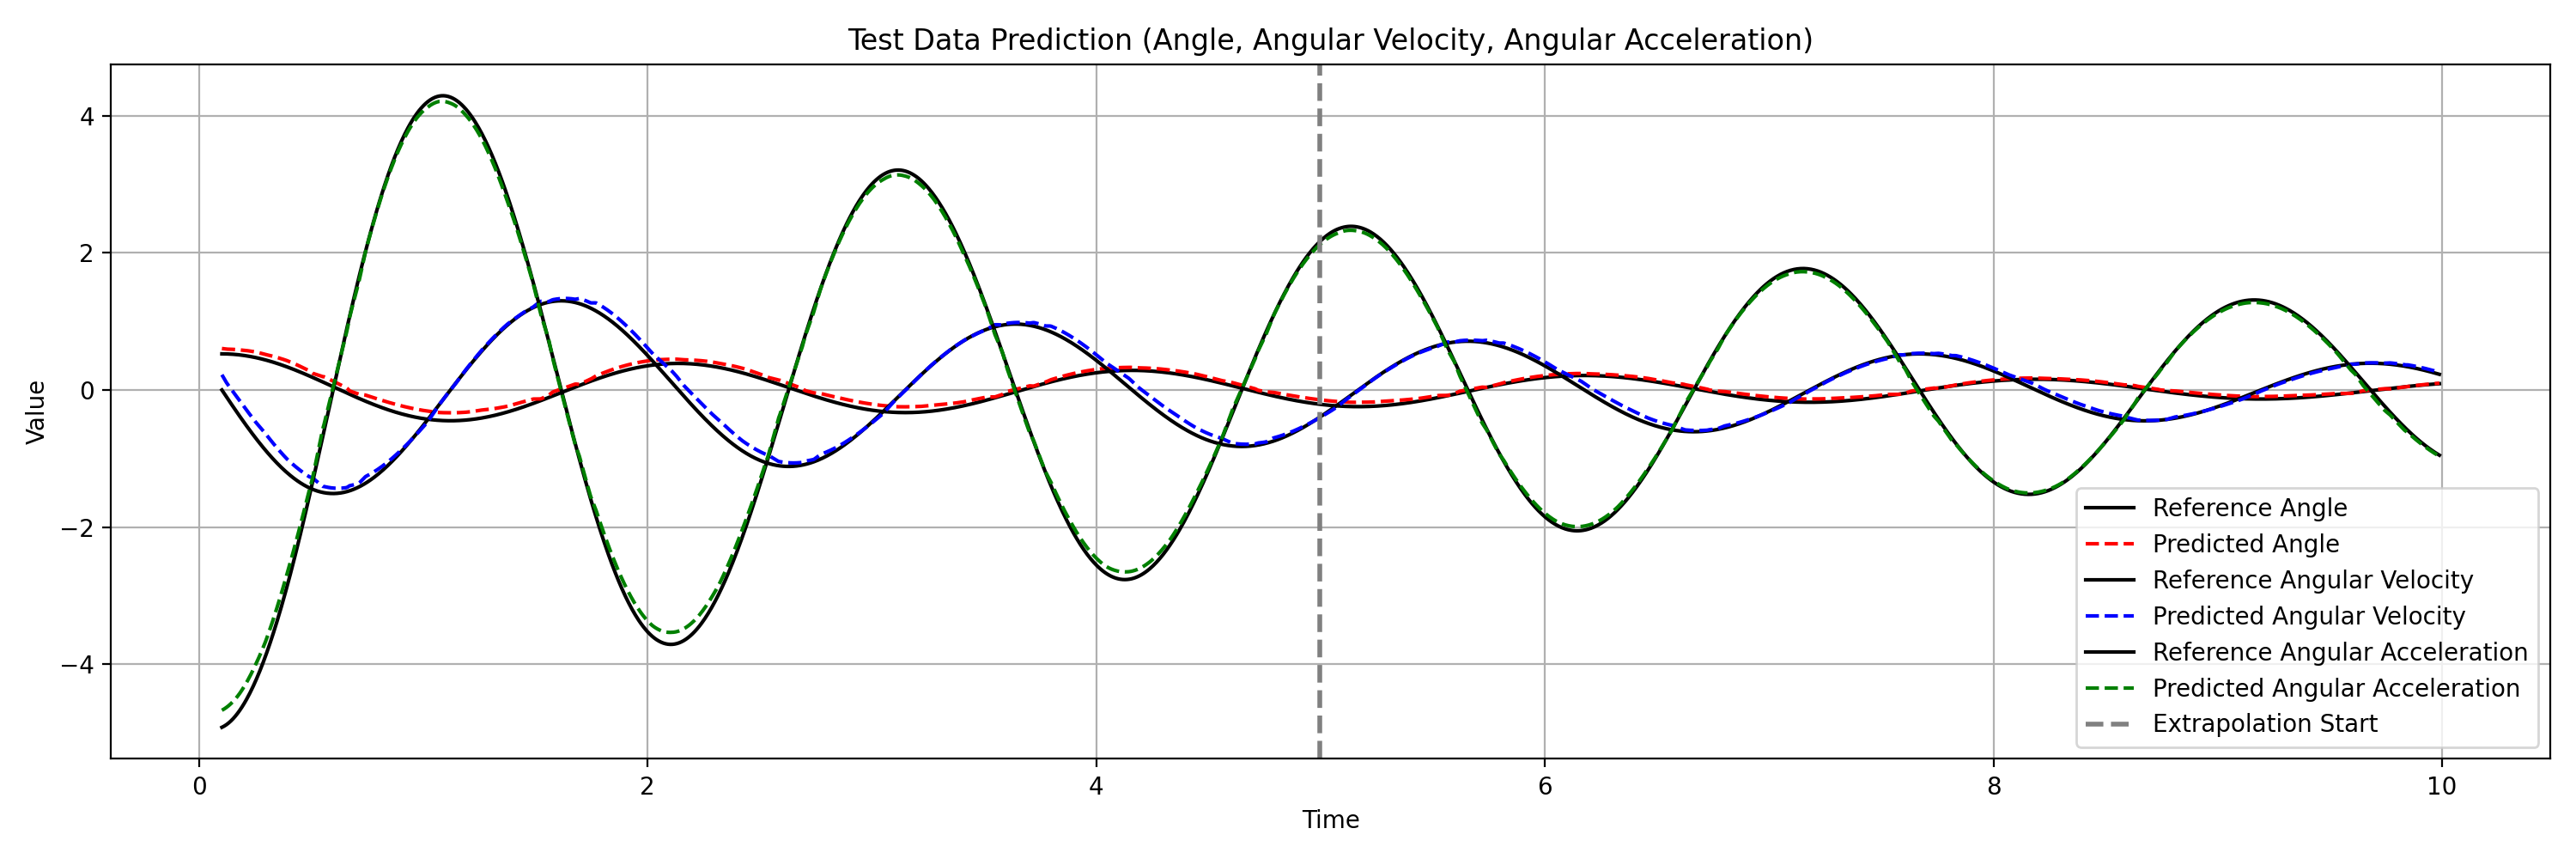 Test Data Prediction (Angle, Angular Velocity, Angular Acceleration)
Value
4
2
0
−2
−4
0 2 4 6 8 10
Time
Reference Angle
Predicted Angle
Reference Angular Velocity
Predicted Angular Velocity
Reference Angular Acceleration
Predicted Angular Acceleration
Extrapolation Start